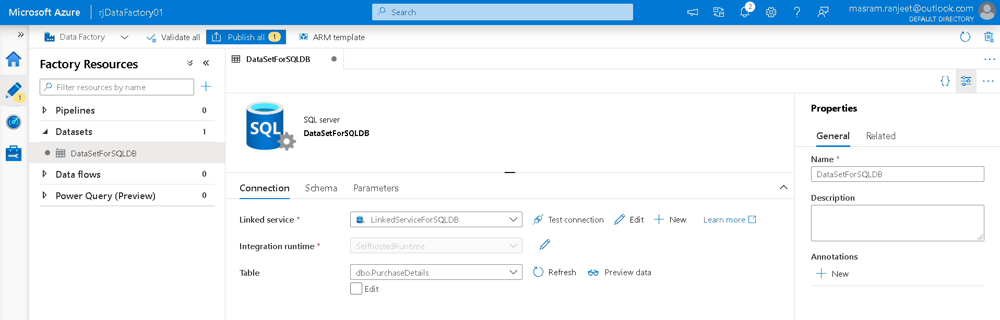 Microsoft Azure
rjDataFactory01
Search
2
masram.ranjeet@outlook.com
DEFAULT DIRECTORY
Data Factory
Validate all
Publish all
1
ARM template
1
Factory Resources
Filter resources by name
Pipelines 0
Datasets 1
DataSetForSQLDB
Data flows 0
Power Query (Preview) 0
DataSetForSQLDB
SQL
SQL server
DataSetForSQLDB
Connection
Schema
Parameters
Linked service *
SQL
LinkedServiceForSQLDB
Test connection
Edit
New
Learn more
Integration runtime *
SelfhostedRuntime
Table
dbo.PurchaseDetails
Refresh
Preview data
Edit
Properties
General
Related
Name *
DataSetForSQLDB
Description
Annotations
New